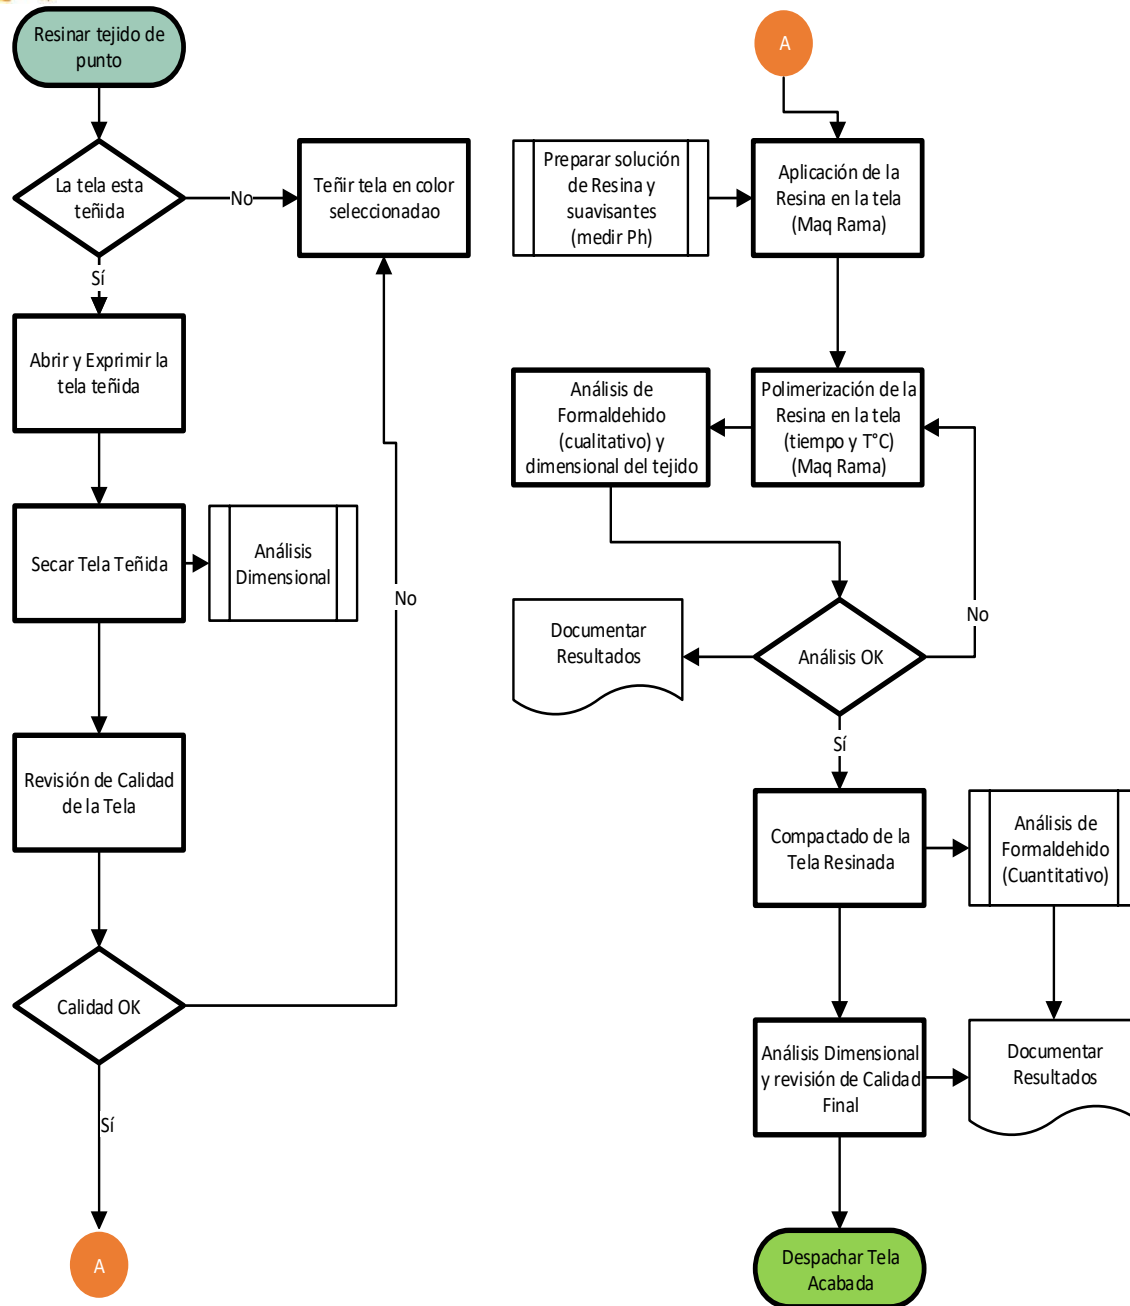 Resinar tejido de
punto
La tela esta
teñida
No
Teñir tela en color
seleccionadao
Sí
Abrir y Exprimir la
tela teñida
Secar Tela Teñida
Análisis
Dimensional
No
Revisión de Calidad
de la Tela
Calidad OK
Sí
A
A
Preparar solución
de Resina y
suavisantes
(medir Ph)
Aplicación de la
Resina en la tela
(Maq Rama)
Análisis de
Formaldehido
(cualitativo) y
dimensional del tejido
Polimerización de la
Resina en la tela
(tiempo y T°C)
(Maq Rama)
No
Documentar
Resultados
Análisis OK
Sí
Compactado de la
Tela Resinada
Análisis de
Formaldehido
(Cuantitativo)
Análisis Dimensional
y revisión de Calidad
Final
Documentar
Resultados
Despachar Tela
Acabada